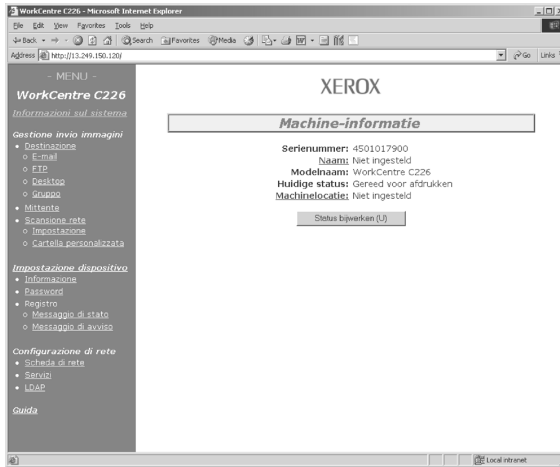 WorkCentre C226 - Microsoft Internet Explorer
File Edit View Favorites Tools Help
Back Search Favorites Media
Address http://13.249.150.120/ Go Links
- MENU -
WorkCentre C226
Informazioni sul sistema
Gestione invio immagini
Destinazione
E-mail
FTP
Desktop
Gruppo
Mittente
Scansione rete
Impostazione
Cartella personalizzata
Impostazione dispositivo
Informazione
Password
Registro
Messaggio di stato
Messaggio di avviso
Configurazione di rete
Scheda di rete
Servizi
LDAP
Guida
XEROX
Machine-informatie
Serienummer: 4501017900
Naam: Niet ingesteld
Modelnaam: WorkCentre C226
Huidige status: Gereed voor afdrukken
Machinelocatie: Niet ingesteld
Status bijwerken (U)
Local intranet